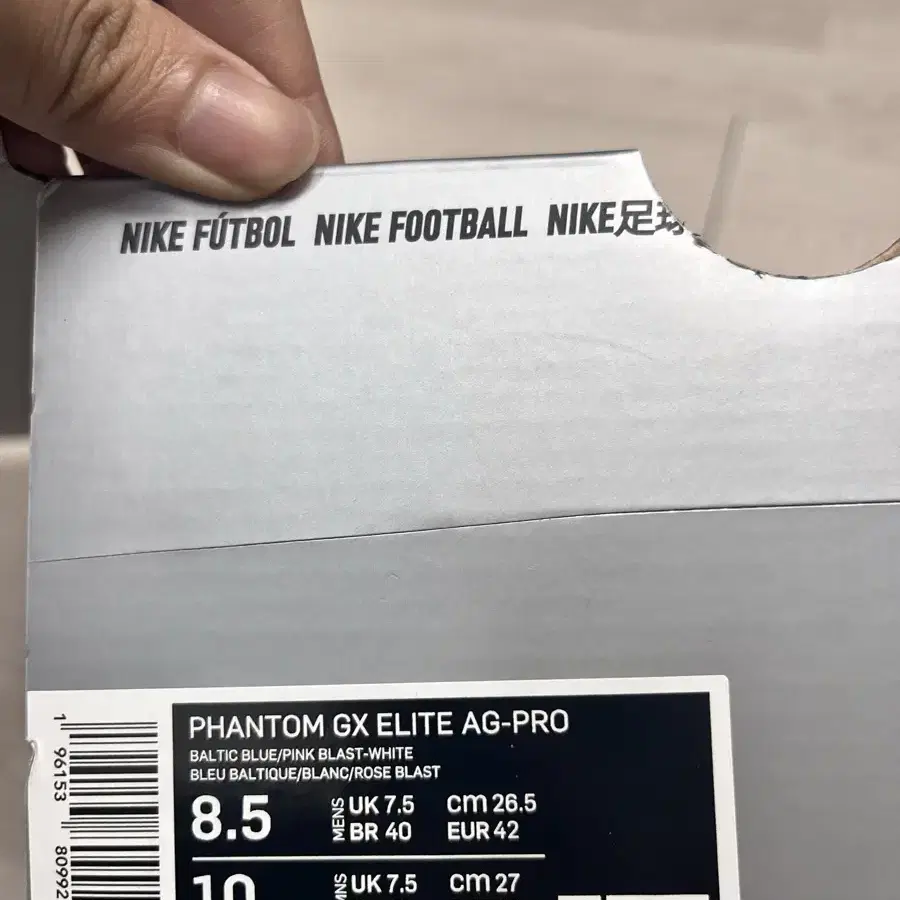 NIKE FÚTBOL NIKE FOOTBALL NIKE足球
PHANTOM GX ELITE AG-PRO
BALTIC BLUE/PINK BLAST-WHITE
BLEU BALTIQUE/BLANC/ROSE BLAST
8.5 MENS UK 7.5 cm 26.5
BR 40 EUR 42
10 UK 7.5 cm 27
1 96153 80992